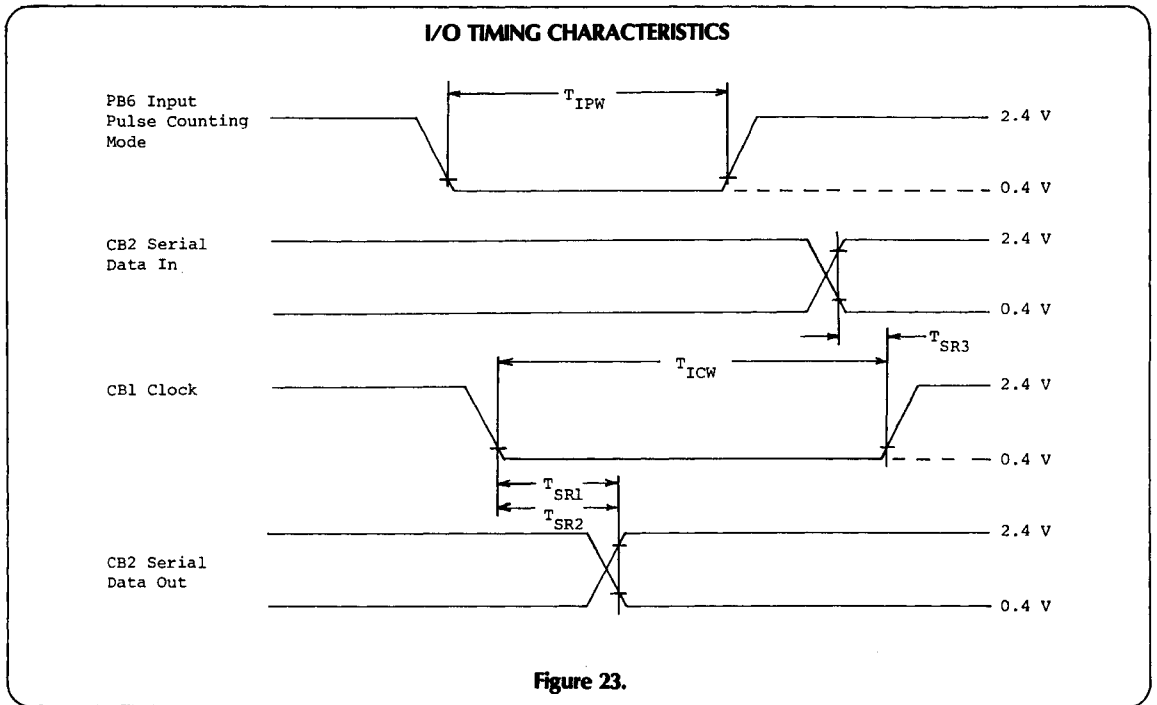 I/O TIMING CHARACTERISTICS
PB6 Input
Pulse Counting
Mode
T_IPW
2.4 V
0.4 V
CB2 Serial
Data In
2.4 V
0.4 V
T_SR3
T_ICW
CB1 Clock
2.4 V
0.4 V
T_SR1
T_SR2
CB2 Serial
Data Out
2.4 V
0.4 V
Figure 23.